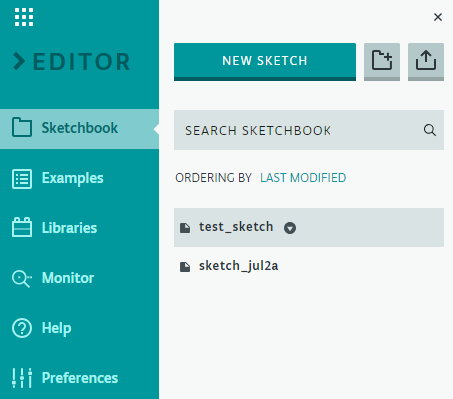 EDITOR
NEW SKETCH
Sketchbook
SEARCH SKETCHBOOK
Examples
ORDERING BY LAST MODIFIED
Libraries
test_sketch
Monitor
sketch_jul2a
Help
Preferences